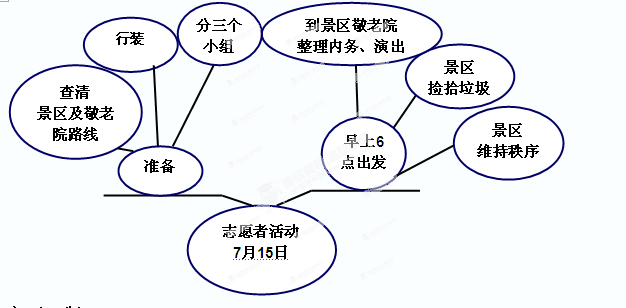 行装
分三个
小组
到景区敬老院
整理内务、演出
查清
景区及敬老
院路线
景区
捡拾垃圾
准备
早上6
点出发
景区
维持秩序
志愿者活动
7月15日